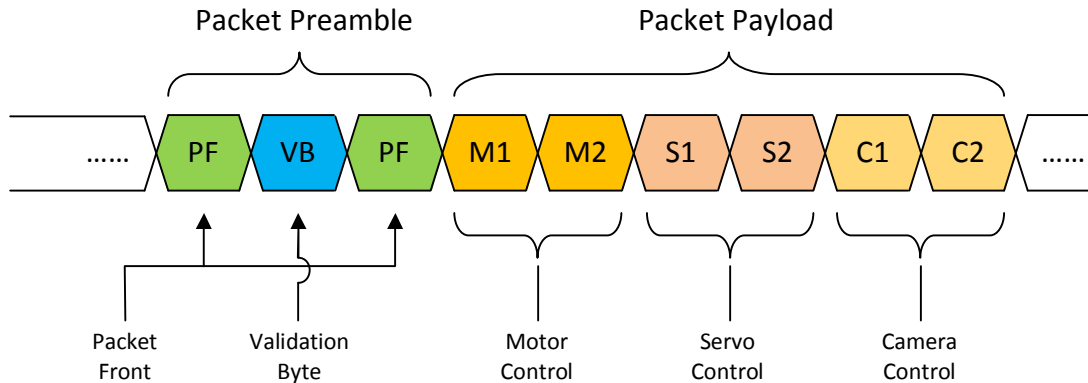 Packet Preamble
Packet Payload
......
PF
VB
PF
M1
M2
S1
S2
C1
C2
......
Packet
Front
Validation
Byte
Motor
Control
Servo
Control
Camera
Control